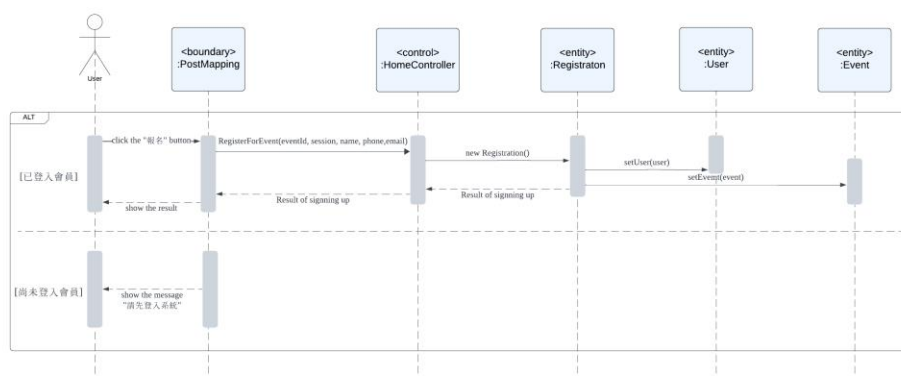 User
<boundary>
:PostMapping
<control>
:HomeController
<entity>
:Registraton
<entity>
:User
<entity>
:Event
ALT
[已登入會員]
click the "報名" button
RegisterForEvent(eventId, session, name, phone,email)
new Registration()
setUser(user)
setEvemt(event)
Result of signning up
Result of signning up
show the result
[尚未登入會員]
show the message
"請先登入系統"